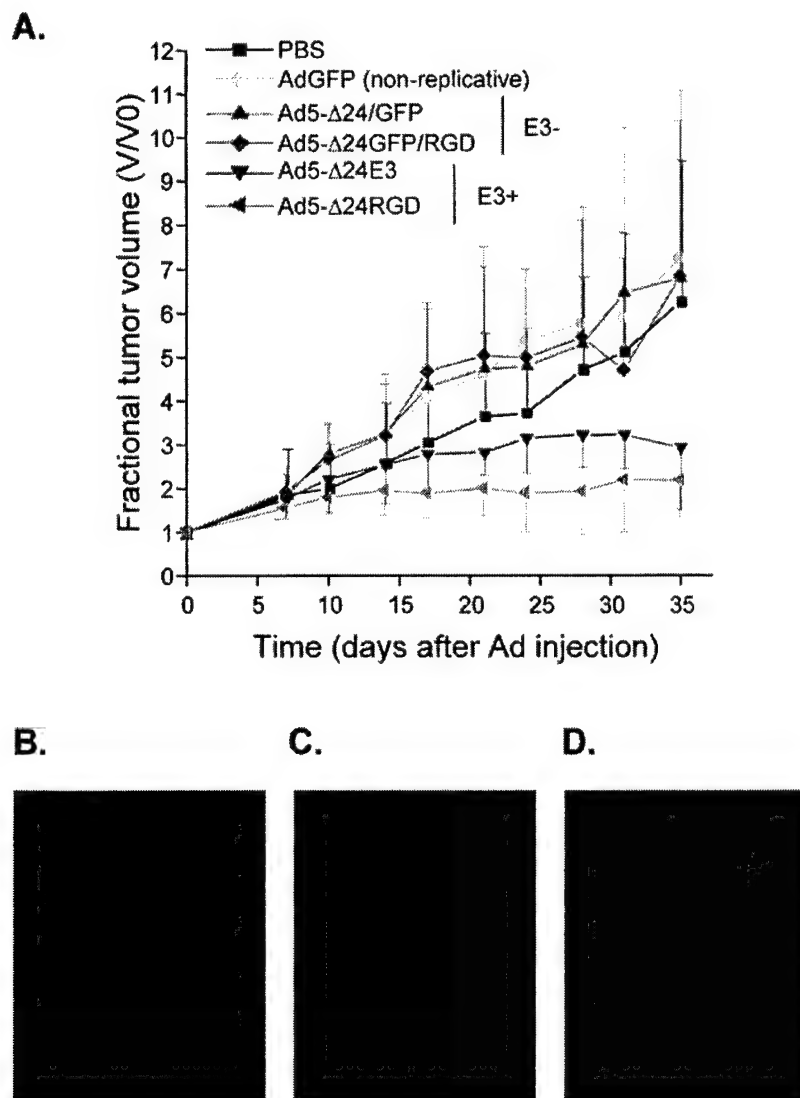 A.
Fractional tumor volume (V/V0)
12
11
10
9
8
7
6
5
4
3
2
1
0
PBS
AdGFP (non-replicative)
Ad5-Δ24/GFP
Ad5-Δ24GFP/RGD
E3-
Ad5-Δ24E3
Ad5-Δ24RGD
E3+
0 5 10 15 20 25 30 35
Time (days after Ad injection)
B.
C.
D.